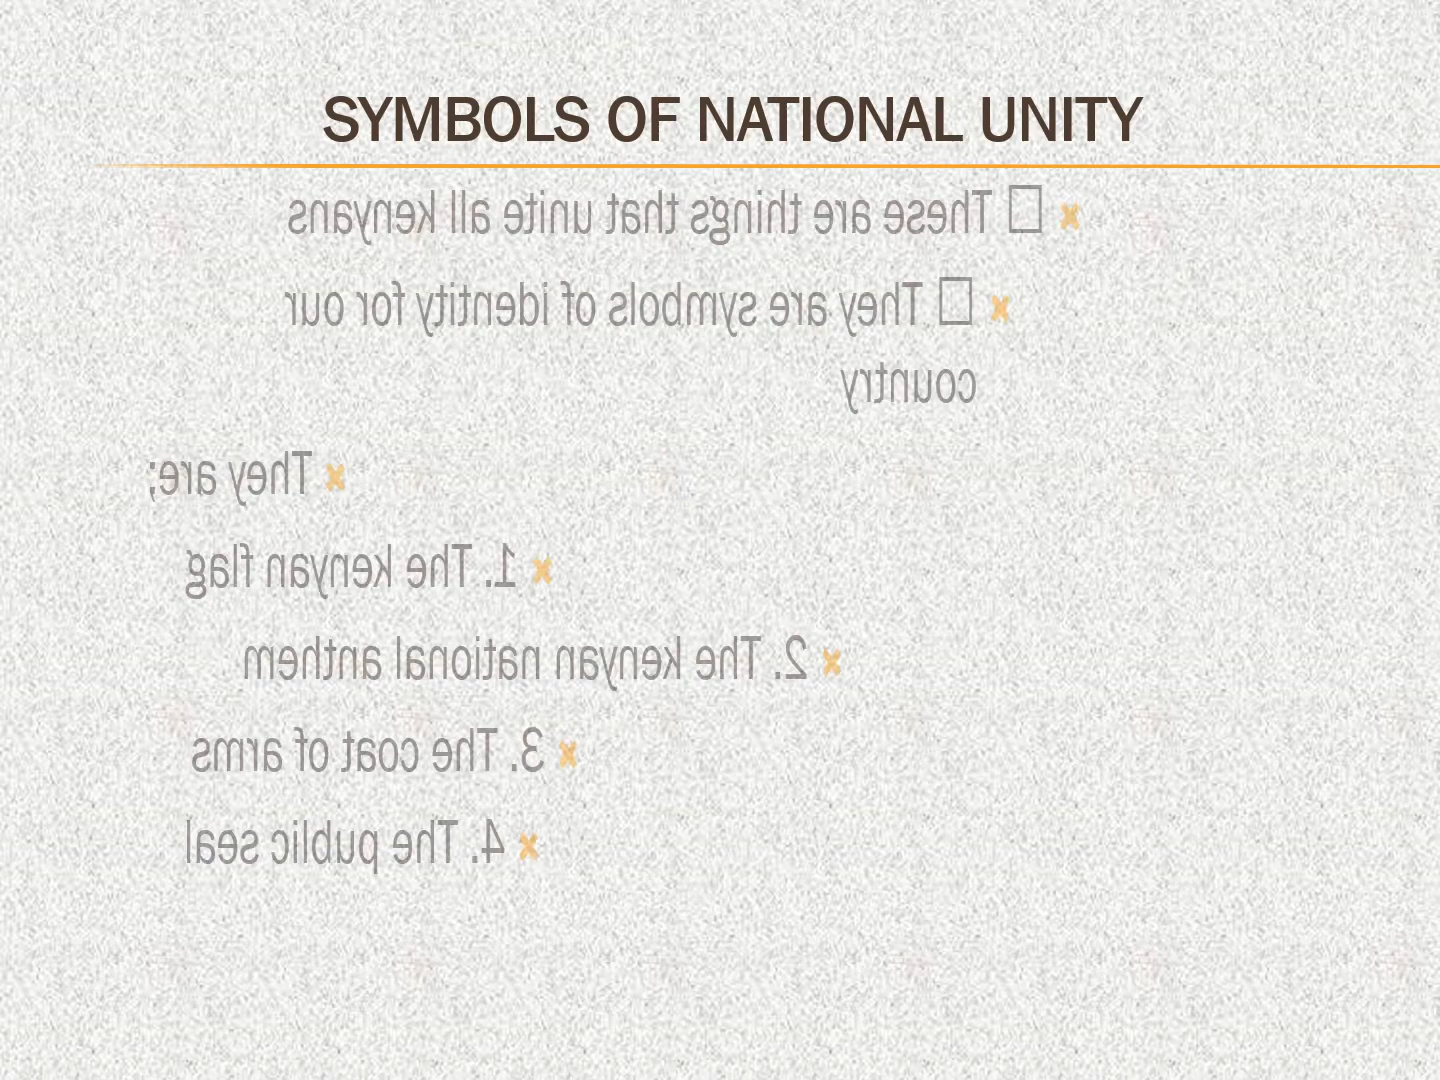 SYMBOLS OF NATIONAL UNITY
□ These are things that unite all kenyans
□ They are symbols of identity for our
country
They are;
1. The kenyan flag
2. The kenyan national anthem
3. The coat of arms
4. The public seal